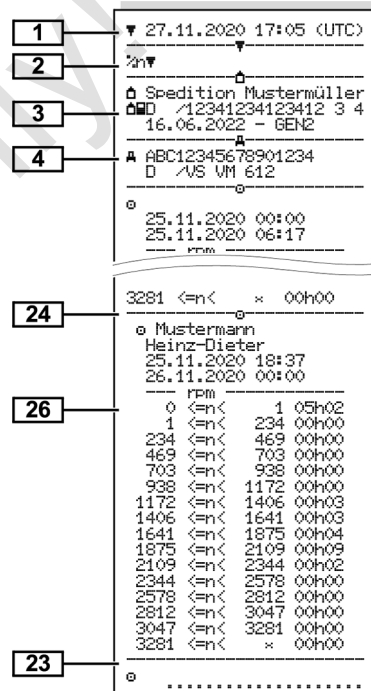 1
▼ 27.11.2020 17:05 (UTC)
2
%n▼
3
Spedition Mustermüller
D /12341234123412 3 4
16.06.2022 - GEN2
4
A ABC12345678901234
D /VS VM 612
25.11.2020 00:00
25.11.2020 06:17
--- rpm
3281 <=n< × 00h00
24
Mustermann
Heinz-Dieter
25.11.2020 18:37
26.11.2020 00:00
26
--- rpm
0 <=n< 1 05h02
1 <=n< 234 00h00
234 <=n< 469 00h00
469 <=n< 703 00h00
703 <=n< 938 00h00
938 <=n< 1172 00h00
1172 <=n< 1406 00h03
1406 <=n< 1641 00h03
1641 <=n< 1875 00h04
1875 <=n< 2109 00h09
2109 <=n< 2344 00h02
2344 <=n< 2578 00h00
2578 <=n< 2812 00h00
2812 <=n< 3047 00h00
3047 <=n< 3281 00h00
3281 <=n< × 00h00
23